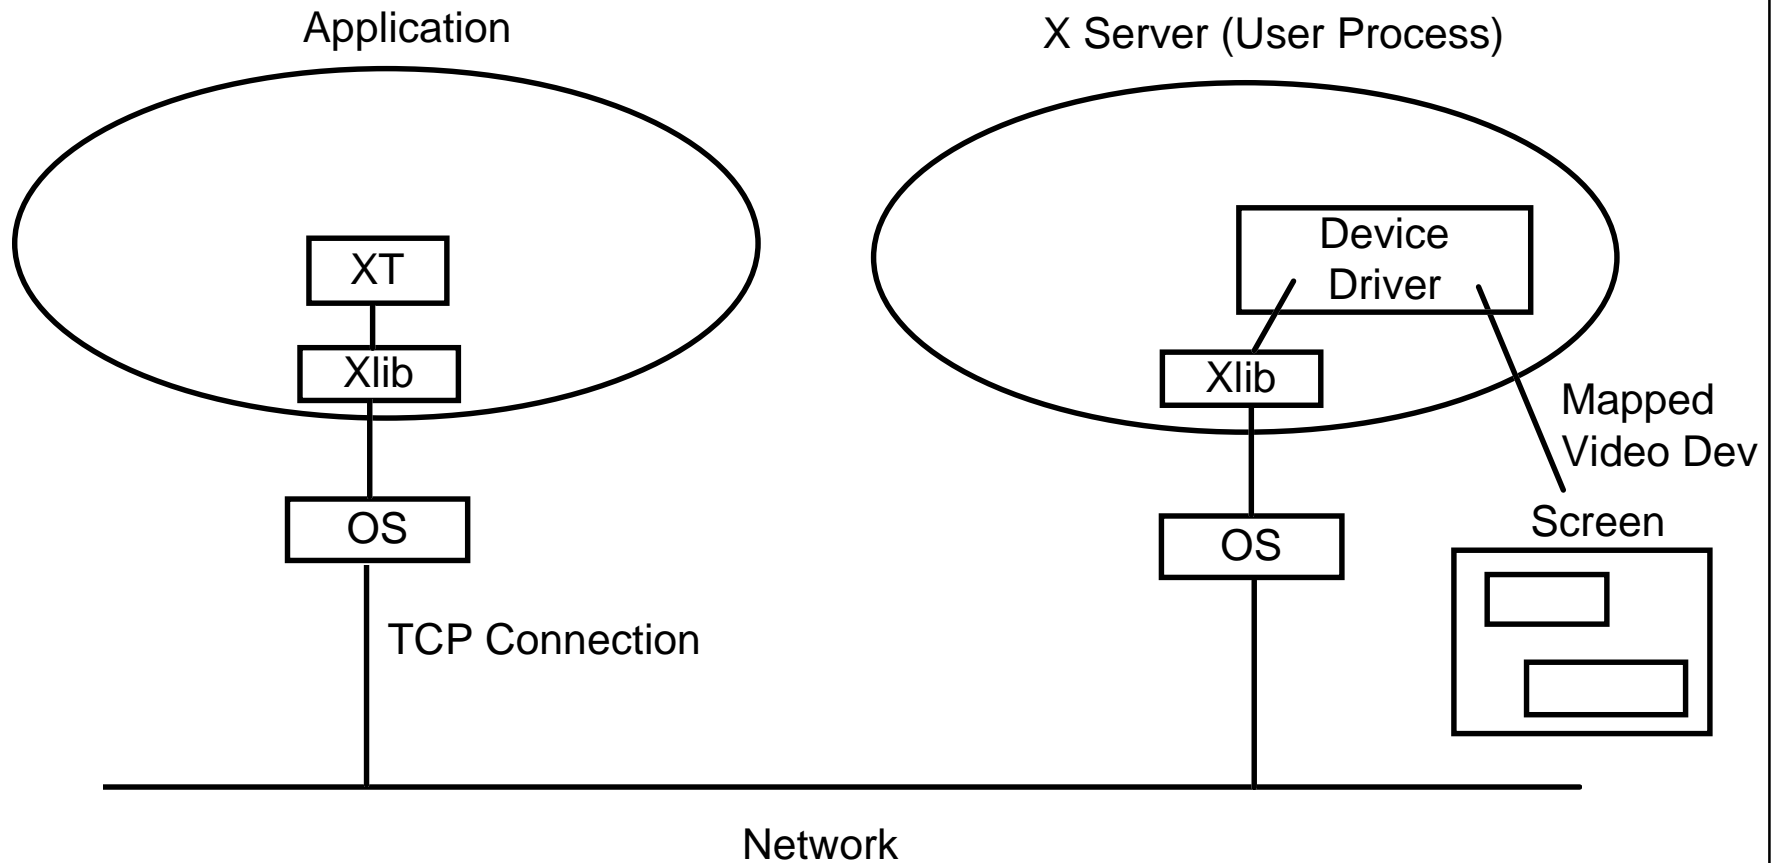 Application
X Server (User Process)
XT
Xlib
OS
TCP Connection
Device
Driver
Xlib
OS
Mapped
Video Dev
Screen
Network